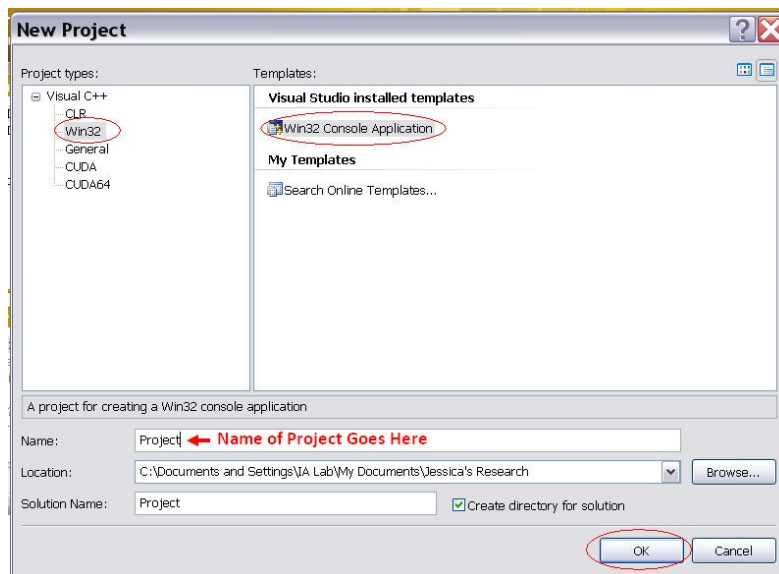 New Project
Project types:
Templates:
Visual C++
CLR
Win32
General
CUDA
CUDA64
Visual Studio installed templates
Win32 Console Application
My Templates
Search Online Templates...
A project for creating a Win32 console application
Name:
Project
Name of Project Goes Here
Location:
C:\Documents and Settings\IA Lab\My Documents\Jessica's Research
Browse...
Solution Name:
Project
Create directory for solution
OK
Cancel